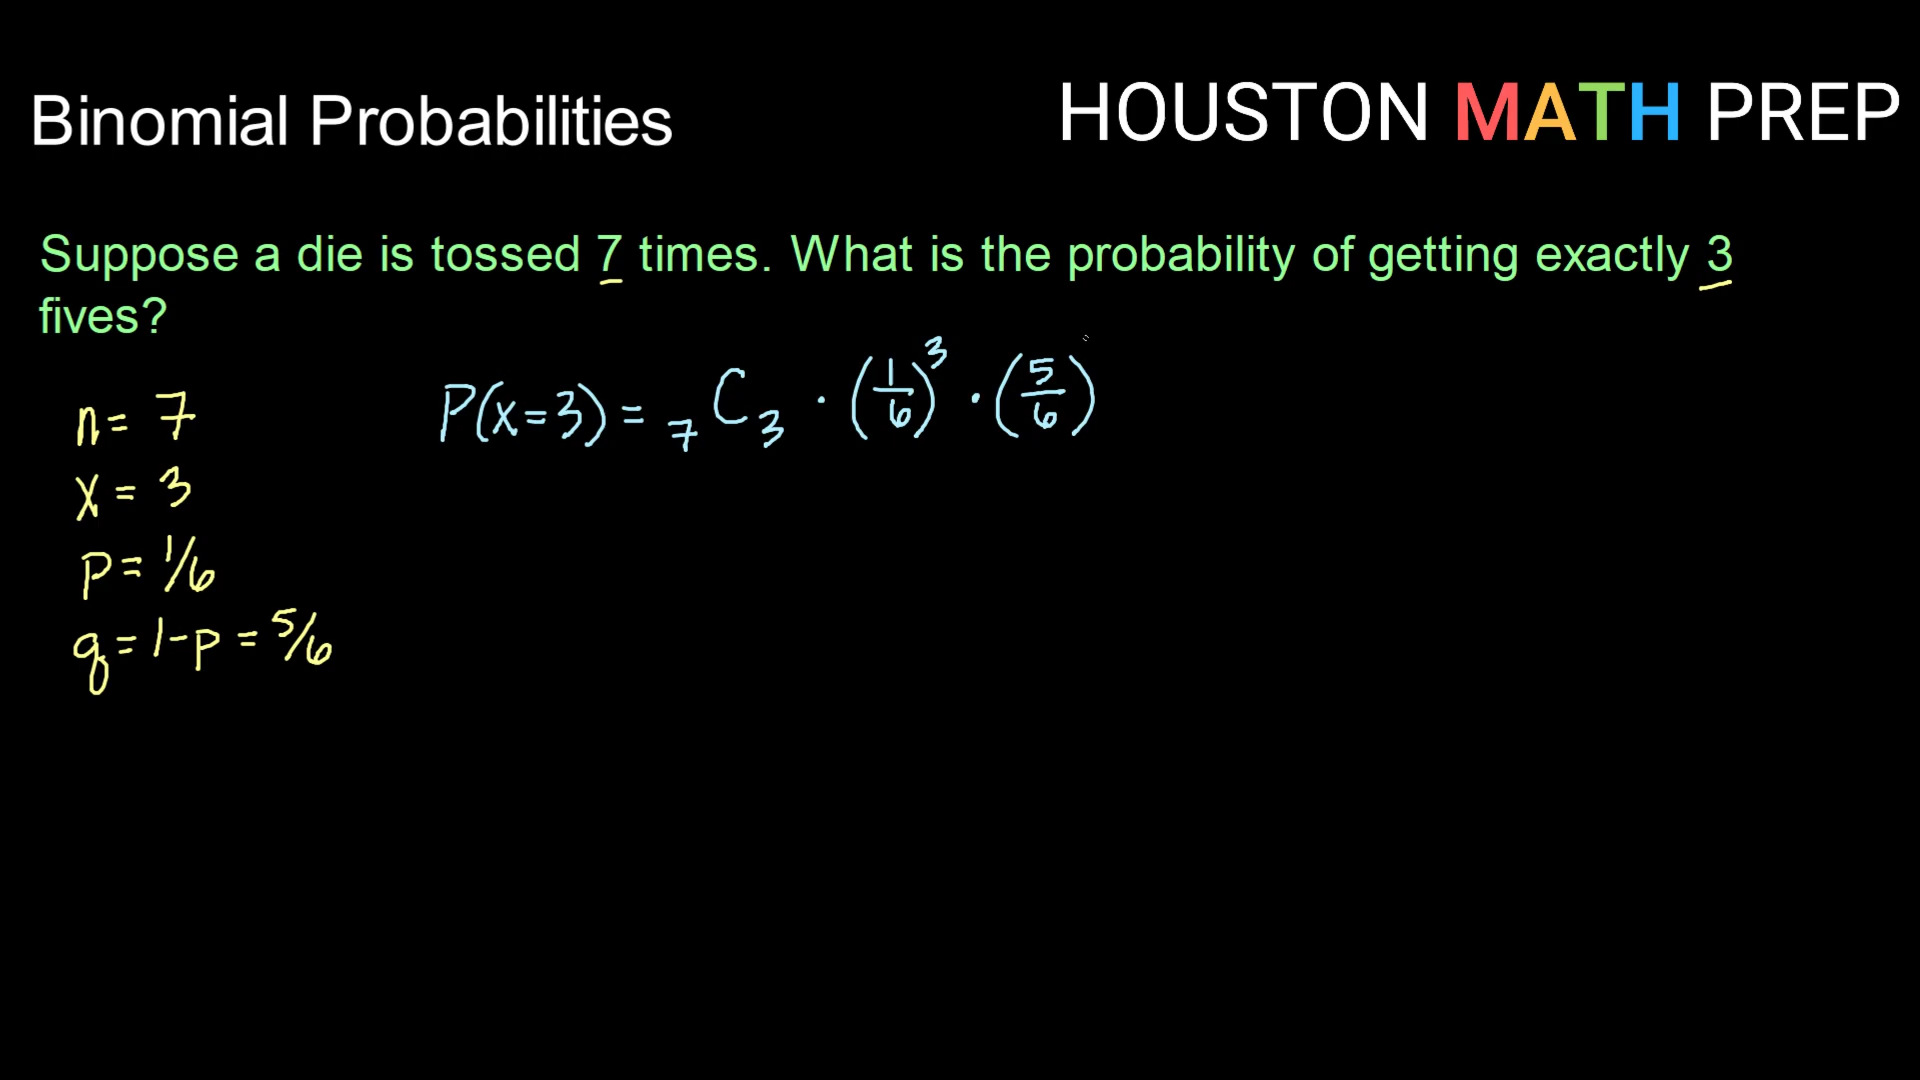 Binomial Probabilities
HOUSTON MATH PREP
Suppose a die is tossed 7 times. What is the probability of getting exactly 3
fives?
n = 7
x = 3
p = 1/6
q = 1-p = 5/6
P(x=3) = ₇C₃ · (1/6)³ · (5/6)